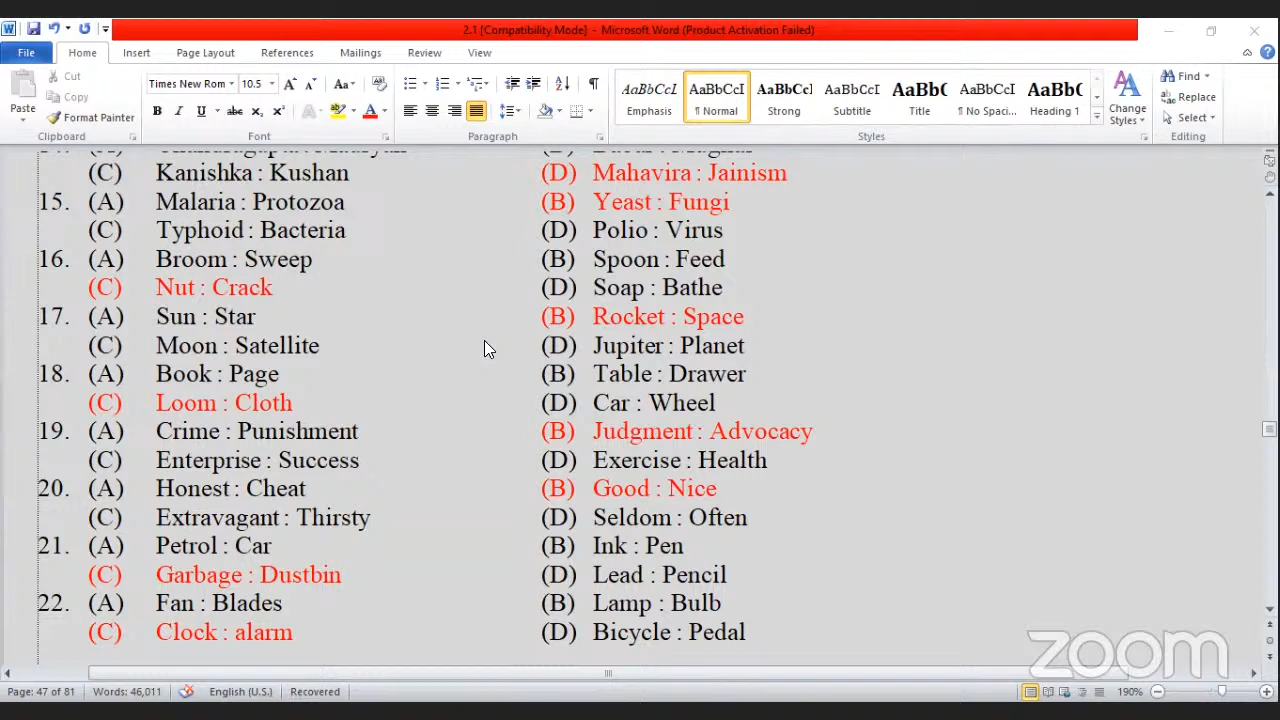 2.1 [Compatibility Mode] - Microsoft Word (Product Activation Failed)
File Home Insert Page Layout References Mailings Review View
Paste Cut Copy Format Painter
Times New Rom 10.5
AaBbCcI AaBbCcI AaBbCcI AaBbCcI AaBbC AaBbCcI AaBbC
Emphasis ¶ Normal Strong Subtitle Title ¶ No Spaci... Heading 1
Change Styles
Find Replace Select
Clipboard Font Paragraph Styles Editing
(C) Kanishka : Kushan (D) Mahavira : Jainism
15. (A) Malaria : Protozoa (B) Yeast : Fungi
(C) Typhoid : Bacteria (D) Polio : Virus
16. (A) Broom : Sweep (B) Spoon : Feed
(C) Nut : Crack (D) Soap : Bathe
17. (A) Sun : Star (B) Rocket : Space
(C) Moon : Satellite (D) Jupiter : Planet
18. (A) Book : Page (B) Table : Drawer
(C) Loom : Cloth (D) Car : Wheel
19. (A) Crime : Punishment (B) Judgment : Advocacy
(C) Enterprise : Success (D) Exercise : Health
20. (A) Honest : Cheat (B) Good : Nice
(C) Extravagant : Thirsty (D) Seldom : Often
21. (A) Petrol : Car (B) Ink : Pen
(C) Garbage : Dustbin (D) Lead : Pencil
22. (A) Fan : Blades (B) Lamp : Bulb
(C) Clock : alarm (D) Bicycle : Pedal
zoom
Page: 47 of 81 Words: 46,011 English (U.S.) Recovered 190%